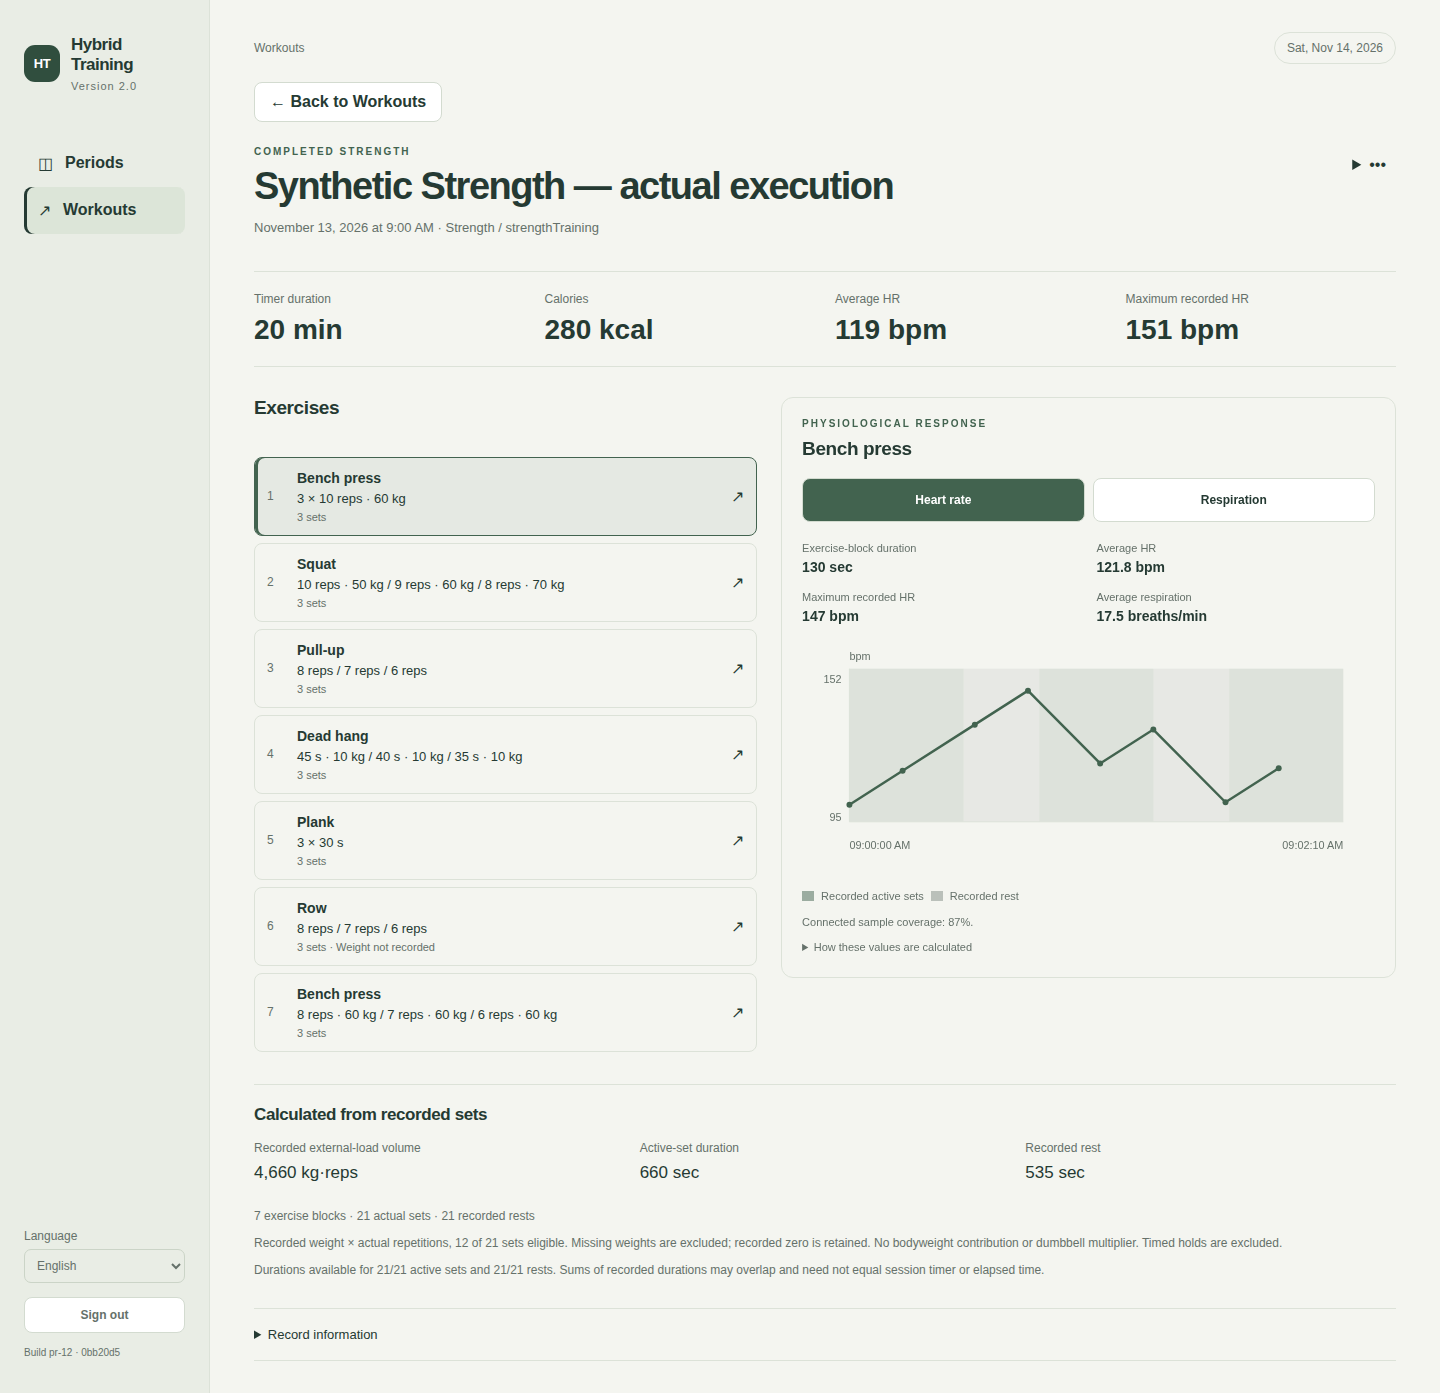 HT
Hybrid
Training
Version 2.0
Periods
Workouts
Language
English
Sign out
Build pr-12 · 0bb20d5
Workouts
Sat, Nov 14, 2026
← Back to Workouts
COMPLETED STRENGTH
Synthetic Strength — actual execution
November 13, 2026 at 9:00 AM · Strength / strengthTraining
▶ •••
Timer duration
20 min
Calories
280 kcal
Average HR
119 bpm
Maximum recorded HR
151 bpm
Exercises
1
Bench press
3 × 10 reps · 60 kg
3 sets
↗
2
Squat
10 reps · 50 kg / 9 reps · 60 kg / 8 reps · 70 kg
3 sets
↗
3
Pull-up
8 reps / 7 reps / 6 reps
3 sets
↗
4
Dead hang
45 s · 10 kg / 40 s · 10 kg / 35 s · 10 kg
3 sets
↗
5
Plank
3 × 30 s
3 sets
↗
6
Row
8 reps / 7 reps / 6 reps
3 sets · Weight not recorded
↗
7
Bench press
8 reps · 60 kg / 7 reps · 60 kg / 6 reps · 60 kg
3 sets
↗
PHYSIOLOGICAL RESPONSE
Bench press
Heart rate
Respiration
Exercise-block duration
130 sec
Average HR
121.8 bpm
Maximum recorded HR
147 bpm
Average respiration
17.5 breaths/min
bpm
152
95
09:00:00 AM
09:02:10 AM
Recorded active sets
Recorded rest
Connected sample coverage: 87%.
▶ How these values are calculated
Calculated from recorded sets
Recorded external-load volume
4,660 kg·reps
Active-set duration
660 sec
Recorded rest
535 sec
7 exercise blocks · 21 actual sets · 21 recorded rests
Recorded weight × actual repetitions, 12 of 21 sets eligible. Missing weights are excluded; recorded zero is retained. No bodyweight contribution or dumbbell multiplier. Timed holds are excluded.
Durations available for 21/21 active sets and 21/21 rests. Sums of recorded durations may overlap and need not equal session timer or elapsed time.
▶ Record information